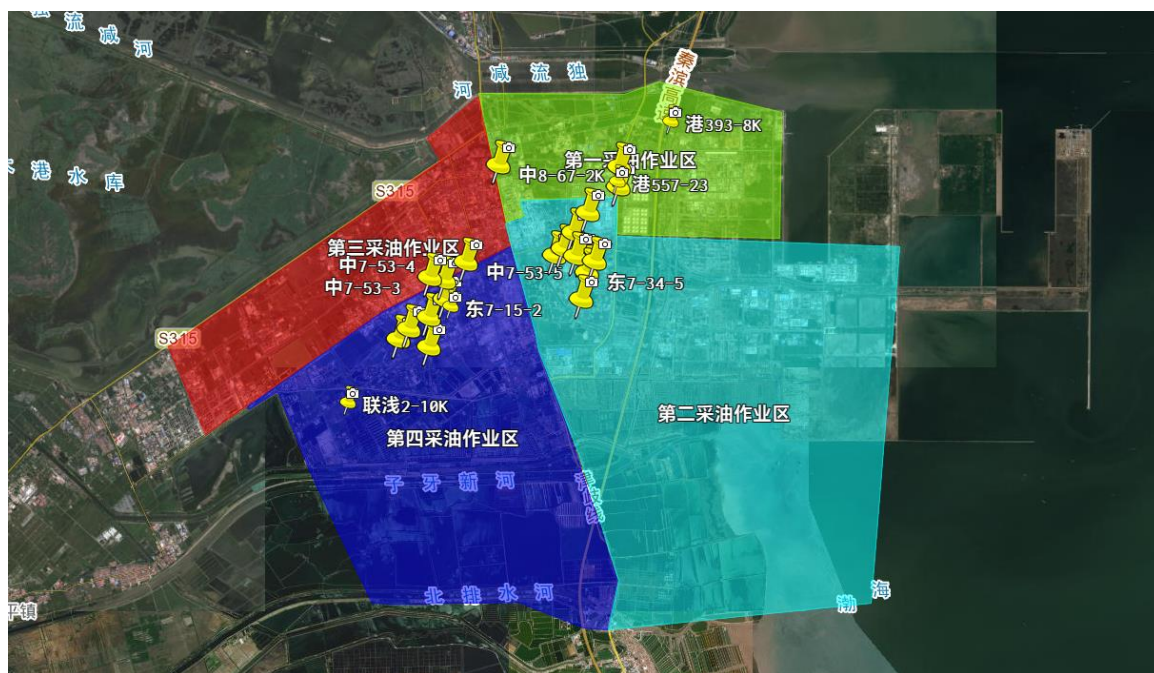 流减河
独流减河
秦滨高速
港393-8K
第一采油作业区
中8-67-2K
港557-23
港水库
S315
第三采油作业区
中7-53-4
中7-53-5
中7-53-3
东7-34-5
东7-15-2
S315
联浅2-10K
第二采油作业区
第四采油作业区
子牙新河
北排水河
渤海
平镇